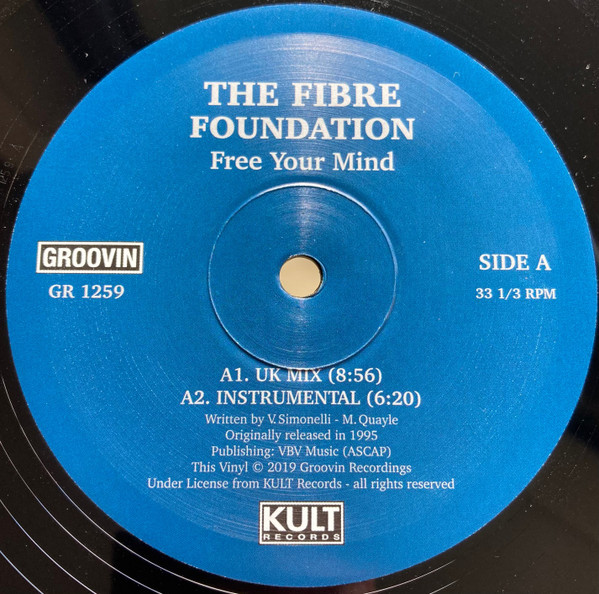 THE FIBRE
FOUNDATION
Free Your Mind
GROOVIN
GR 1259
SIDE A
33 1/3 RPM
A1. UK MIX (8:56)
A2. INSTRUMENTAL (6:20)
Written by V. Simonelli - M. Quayle
Originally released in 1995
Publishing: VBV Music (ASCAP)
This Vinyl © 2019 Groovin Recordings
Under License from KULT Records - all rights reserved
KULT
RECORDS